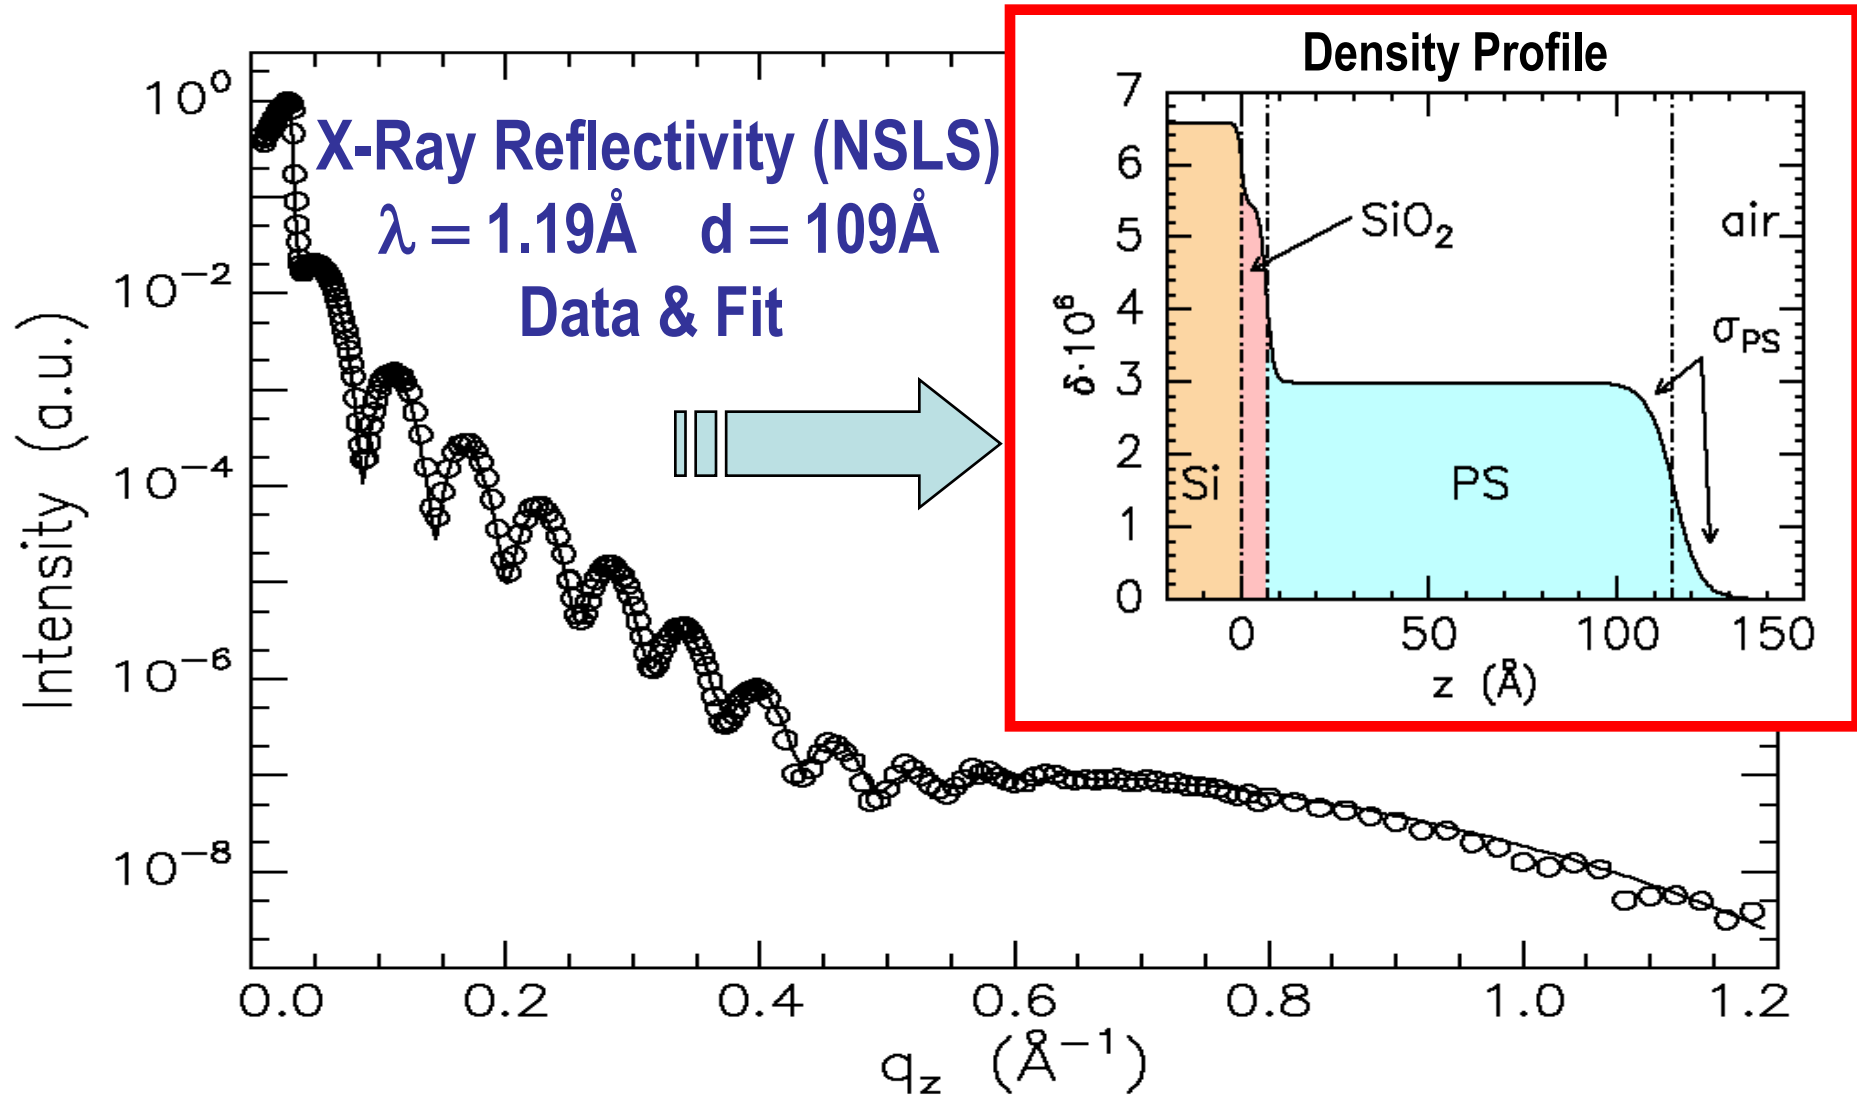 X-Ray Reflectivity (NSLS)
λ = 1.19Å d = 109Å
Data & Fit
Intensity (a.u.)
10⁰
10⁻²
10⁻⁴
10⁻⁶
10⁻⁸
0.0 0.2 0.4 0.6 0.8 1.0 1.2
q_z (Å⁻¹)
Density Profile
δ·10⁶
7
6
5
4
3
2
1
0
SiO₂
air
σ_PS
Si
PS
0 50 100 150
z (Å)